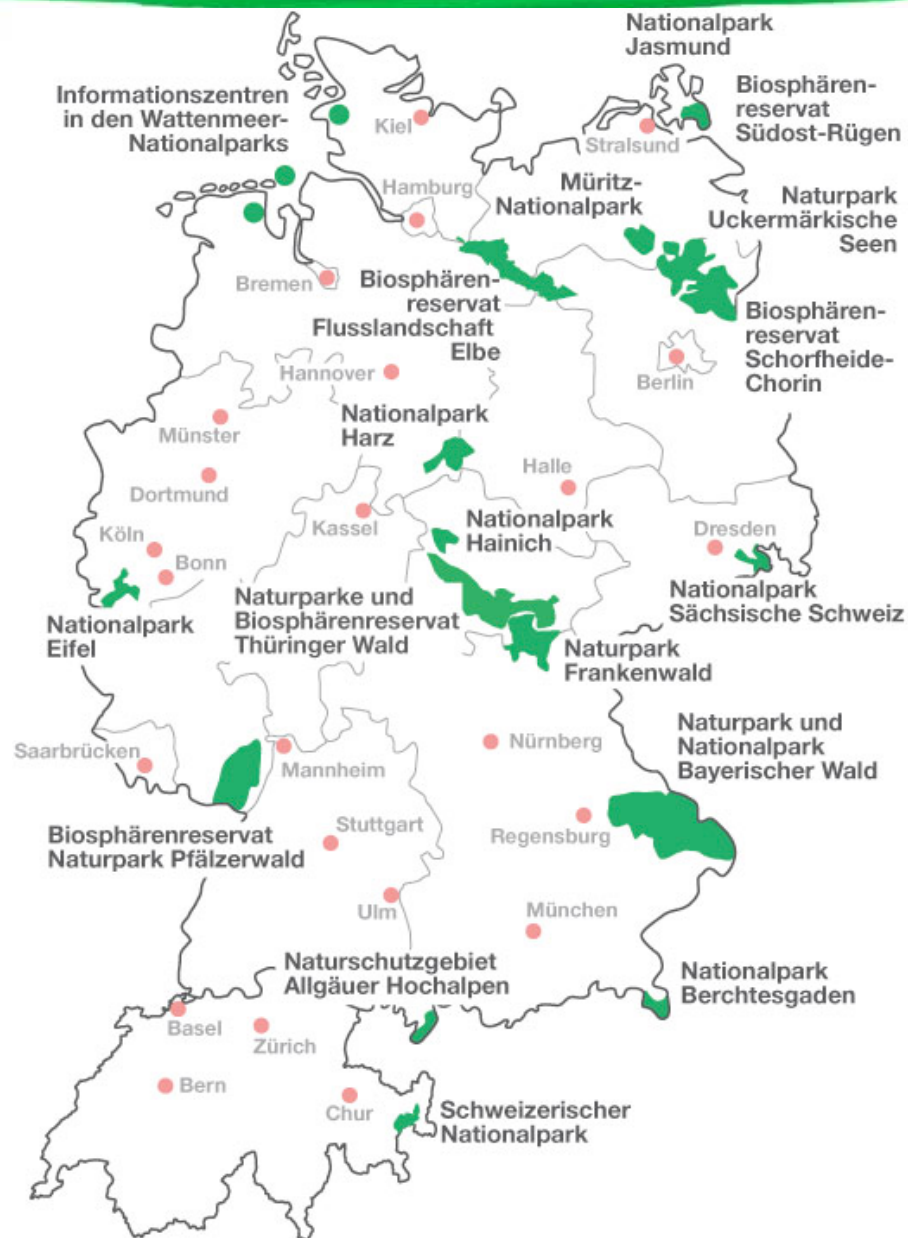 Nationalpark
Jasmund
Informationszentren
in den Wattenmeer-
Nationalparks
Biosphären-
reservat
Südost-Rügen
Kiel
Stralsund
Müritz-
Nationalpark
Hamburg
Naturpark
Uckermärkische
Seen
Bremen
Biosphären-
reservat
Flusslandschaft
Elbe
Biosphären-
reservat
Schorfheide-
Chorin
Hannover
Berlin
Nationalpark
Harz
Münster
Dortmund
Halle
Kassel
Nationalpark
Hainich
Dresden
Köln
Bonn
Nationalpark
Sächsische Schweiz
Nationalpark
Eifel
Naturparke und
Biosphärenreservat
Thüringer Wald
Naturpark
Frankenwald
Naturpark und
Nationalpark
Bayerischer Wald
Saarbrücken
Mannheim
Nürnberg
Biosphärenreservat
Naturpark Pfälzerwald
Stuttgart
Regensburg
Ulm
München
Naturschutzgebiet
Allgäuer Hochalpen
Nationalpark
Berchtesgaden
Basel
Zürich
Bern
Chur
Schweizerischer
Nationalpark